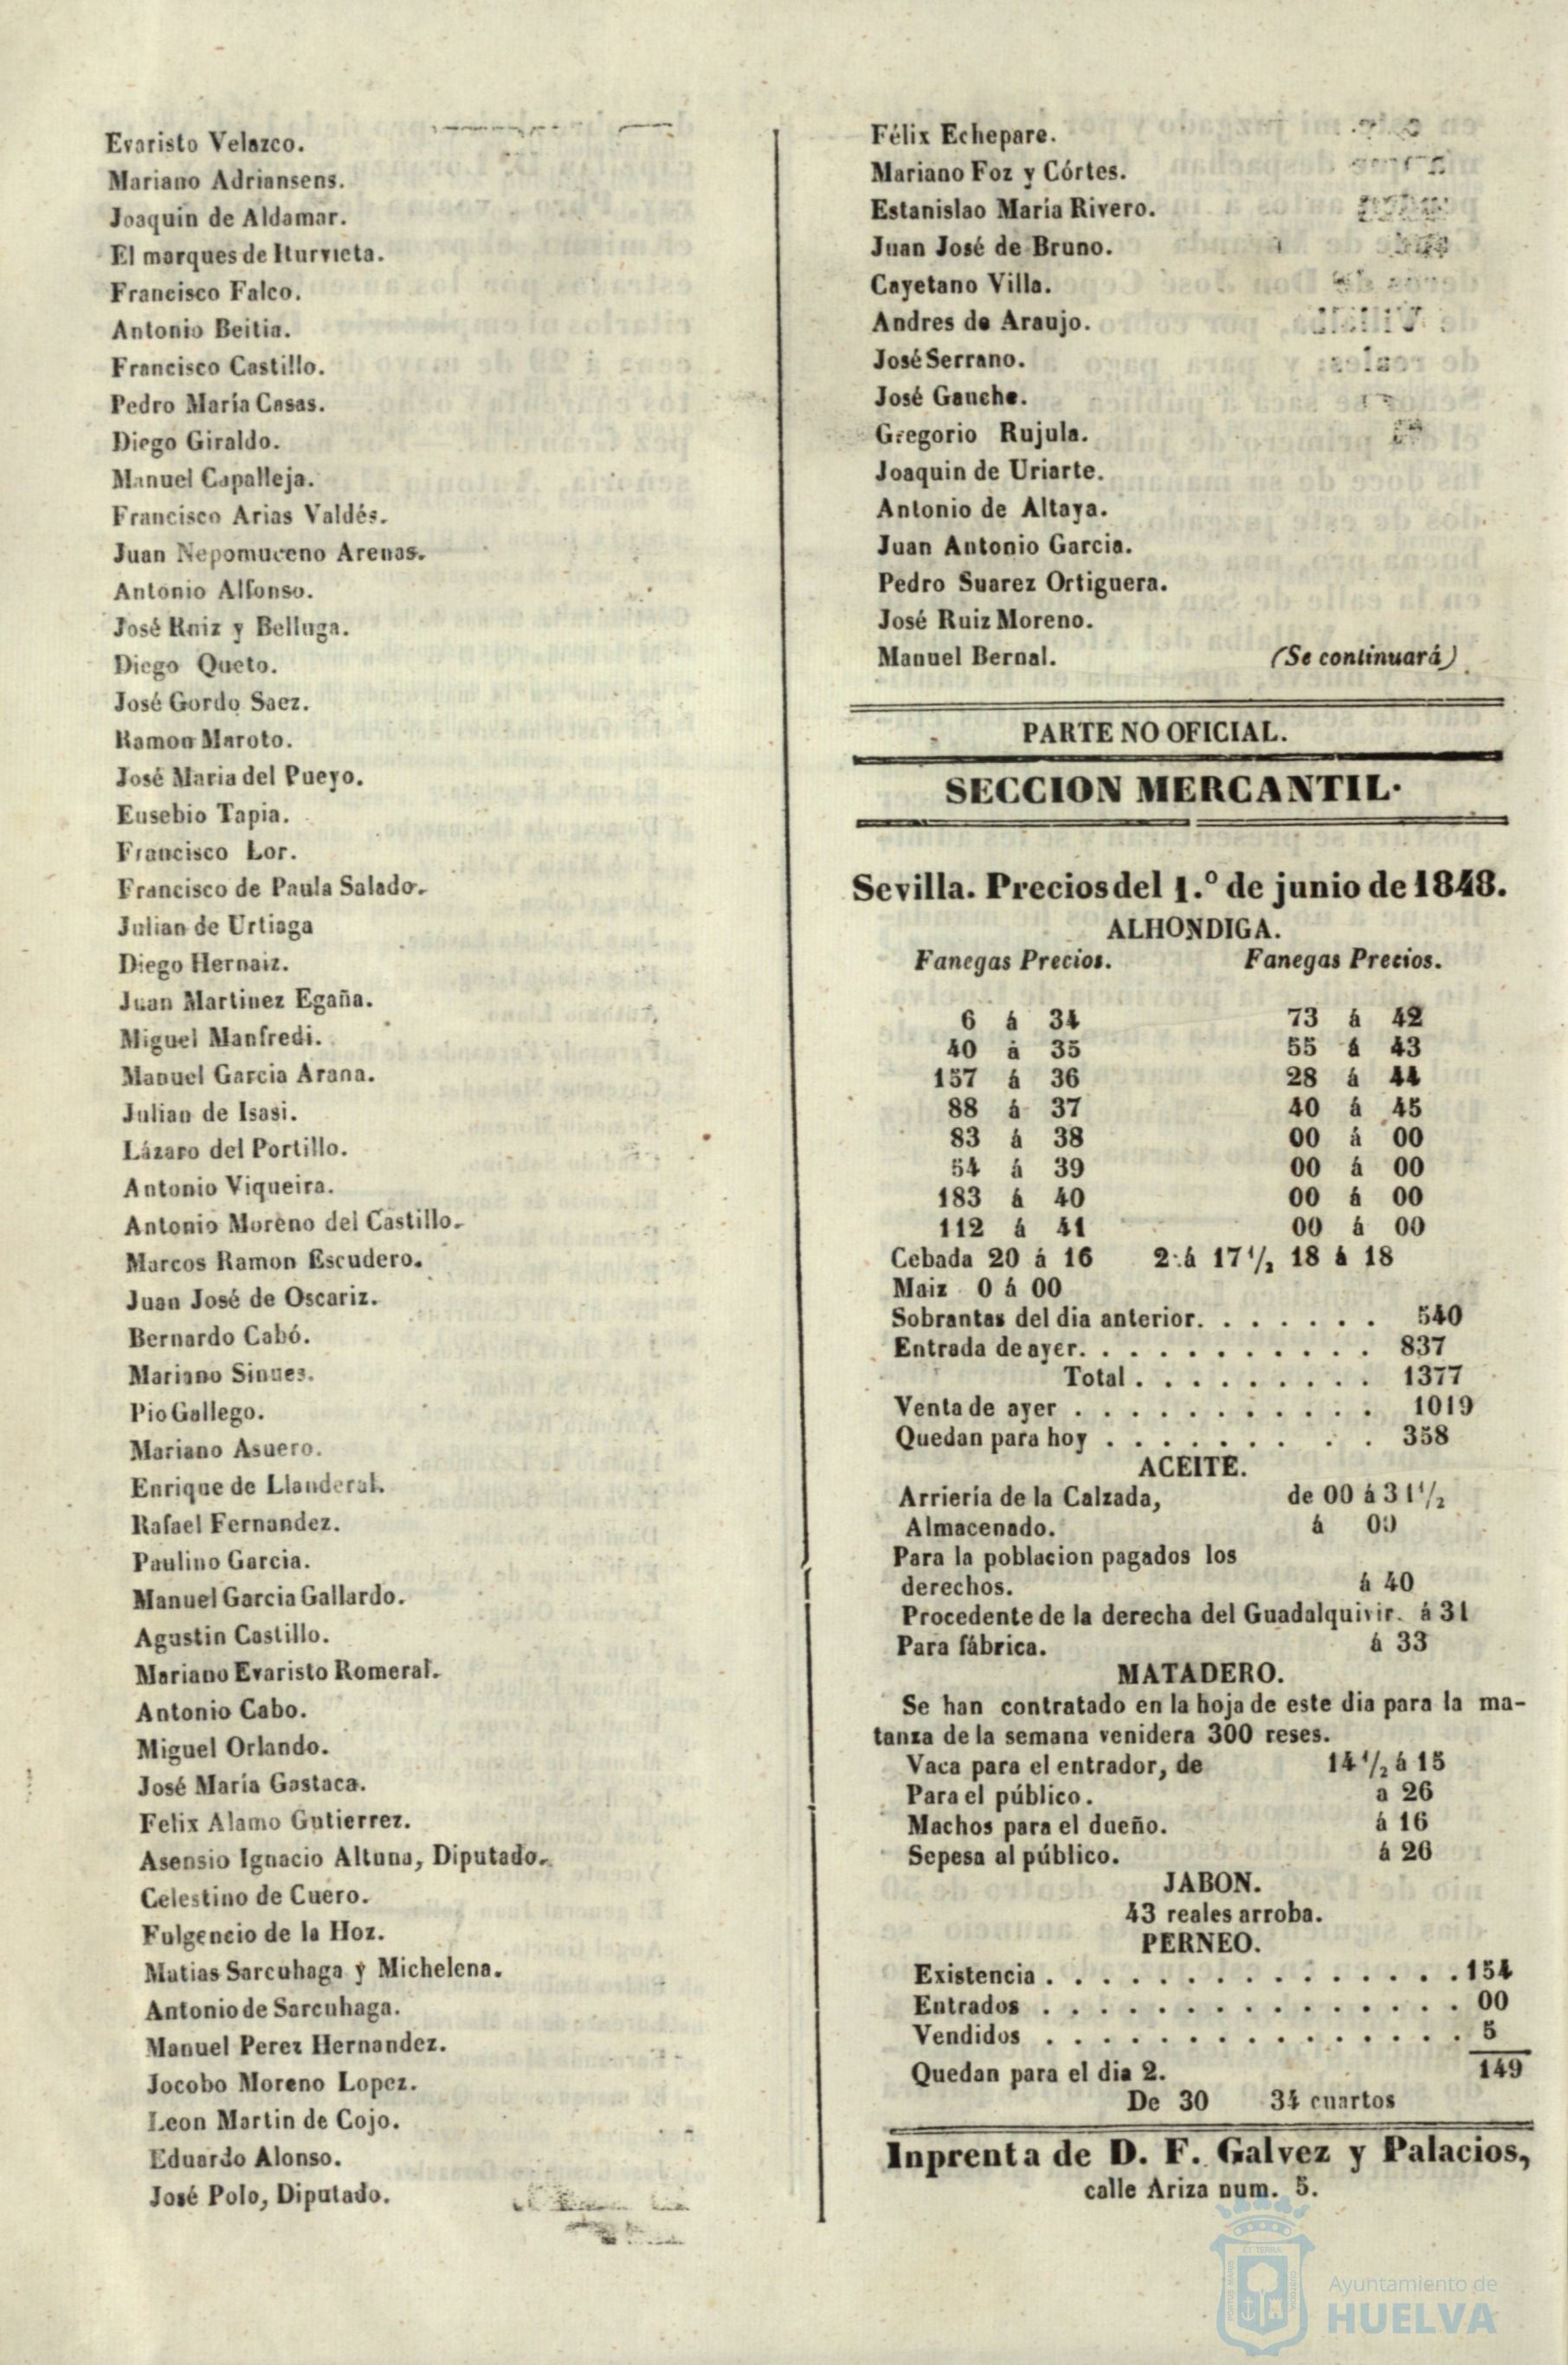 Evaristo Velazco.
Mariano Adriansens.
Joaquin de Aldamar.
El marques de Iturrieta.
Francisco Falco.
Antonio Beitia.
Francisco Castillo.
Pedro María Casas.
Diego Giraldo.
Manuel Capalleja.
Francisco Arias Valdés.
Juan Nepomuceno Arenas.
Antonio Alfonso.
José Ruiz y Belluga.
Diego Queto.
José Gordo Saez.
Ramon Maroto.
José Maria del Pueyo.
Eusebio Tapia.
Francisco Lor.
Francisco de Paula Salado.
Julian de Urtiaga
Diego Hernaiz.
Juan Martinez Egaña.
Miguel Manfredi.
Manuel Garcia Arana.
Julian de Isasi.
Lázaro del Portillo.
Antonio Viqueira.
Antonio Moreno del Castillo.
Marcos Ramon Escudero.
Juan José de Oscariz.
Bernardo Cabó.
Mariano Sinues.
Pio Gallego.
Mariano Asuero.
Enrique de Llanderal.
Rafael Fernandez.
Paulino Garcia.
Manuel Garcia Gallardo.
Agustin Castillo.
Mariano Evaristo Romeral.
Antonio Cabo.
Miguel Orlando.
José María Gastaca.
Felix Alamo Gutierrez.
Asensio Ignacio Altuna, Diputado.
Celestino de Cuero.
Fulgencio de la Hoz.
Matias Sarcuhaga y Michelena.
Antonio de Sarcuhaga.
Manuel Perez Hernandez.
Jocobo Moreno Lopez.
Leon Martin de Cojo.
Eduardo Alonso.
José Polo, Diputado.
Félix Echepare.
Mariano Foz y Córtes.
Estanislao María Rivero.
Juan José de Bruno.
Cayetano Villa.
Andres de Araujo.
José Serrano.
José Gauche.
Gregorio Rujula.
Joaquin de Uriarte.
Antonio de Altaya.
Juan Antonio Garcia.
Pedro Suarez Ortiguera.
José Ruiz Moreno.
Manuel Bernal. (Se continuará)
PARTE NO OFICIAL.
SECCION MERCANTIL.
Sevilla. Precios del 1.º de junio de 1848.
ALHONDIGA.
Fanegas Precios. Fanegas Precios.
6 á 34 73 á 42
40 á 35 55 á 43
157 á 36 28 á 44
88 á 37 40 á 45
83 á 38 00 á 00
54 á 39 00 á 00
183 á 40 00 á 00
112 á 41 00 á 00
Cebada 20 á 16 2 á 17 1/2 18 á 18
Maiz 0 á 00
Sobrantas del dia anterior. . . . . . . 540
Entrada de ayer. . . . . . . . . . . 837
Total . . . . . . . . . 1377
Venta de ayer . . . . . . . . . . . 1019
Quedan para hoy . . . . . . . . . 358
ACEITE.
Arriería de la Calzada, de 00 á 31 1/2
Almacenado. á 00
Para la poblacion pagados los
derechos. á 40
Procedente de la derecha del Guadalquivir. á 31
Para fábrica. á 33
MATADERO.
Se han contratado en la hoja de este dia para la ma-
tanza de la semana venidera 300 reses.
Vaca para el entrador, de 14 1/2 á 15
Para el público. a 26
Machos para el dueño. á 16
Sepesa al público. á 26
JABON.
43 reales arroba.
PERNEO.
Existencia . . . . . . . . . . . . . . . 154
Entrados . . . . . . . . . . . . . . . 00
Vendidos . . . . . . . . . . . . . . . 5
Quedan para el dia 2. 149
De 30 34 cuartos
Inprenta de D. F. Galvez y Palacios,
calle Ariza num. 5.
Ayuntamiento de
HUELVA